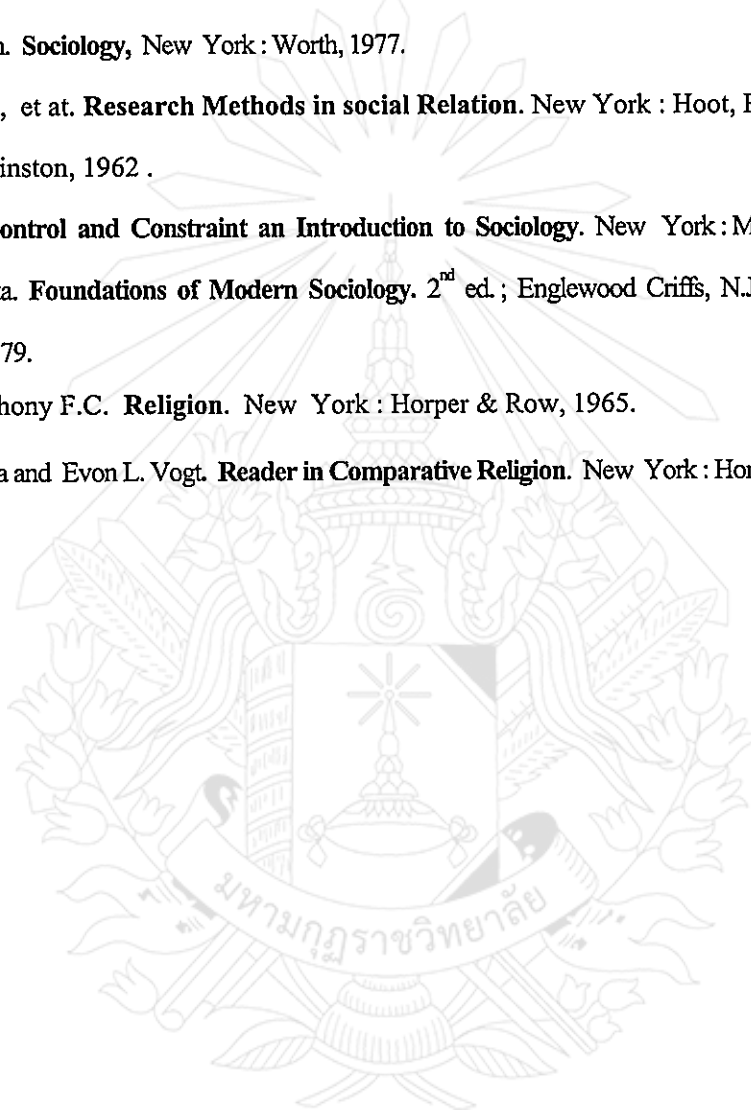 n. Sociology, New York : Worth, 1977.
, et at. Research Methods in social Relation. New York : Hoot,
inston, 1962 .
ontrol and Constraint an Introduction to Sociology. New York : M
ta. Foundations of Modern Sociology. 2nd ed. ; Englewood Criffs, N.J
79.
hony F.C. Religion. New York : Horper & Row, 1965.
a and Evon L. Vogt. Reader in Comparative Religion. New York : Hor
มหามกุฏราชวิทยาลัย